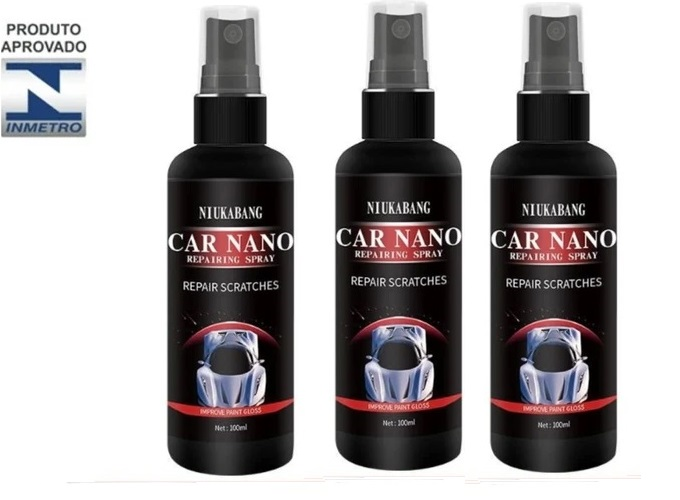 PRODUTO
APROVADO
INMETRO
NIUKABANG
CAR NANO
REPAIRING SPRAY
REPAIR SCRATCHES
IMPROVE PAINT GLOSS
Net: 100ml
NIUKABANG
CAR NANO
REPAIRING SPRAY
REPAIR SCRATCHES
IMPROVE PAINT GLOSS
Net: 100ml
NIUKABANG
CAR NANO
REPAIRING SPRAY
REPAIR SCRATCHES
IMPROVE PAINT GLOSS
Net: 100ml